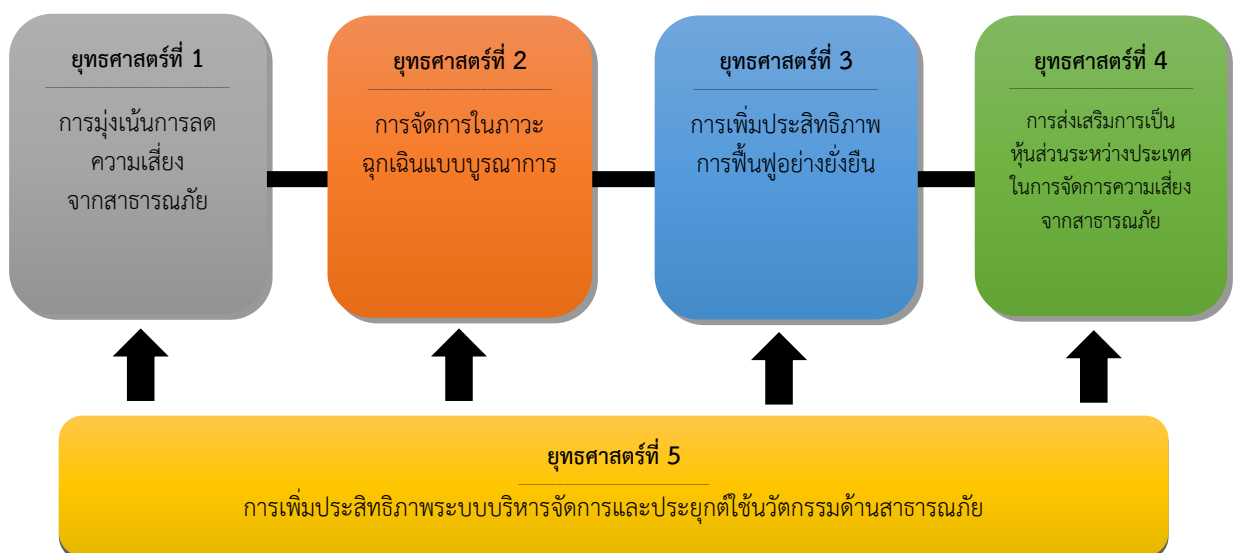 ยุทธศาสตร์ที่ 1
การมุ่งเน้นการลด
ความเสี่ยง
จากสาธารณภัย
ยุทธศาสตร์ที่ 2
การจัดการในภาวะ
ฉุกเฉินแบบบูรณาการ
ยุทธศาสตร์ที่ 3
การเพิ่มประสิทธิภาพ
การฟื้นฟูอย่างยั่งยืน
ยุทธศาสตร์ที่ 4
การส่งเสริมการเป็น
หุ้นส่วนระหว่างประเทศ
ในการจัดการความเสี่ยง
จากสาธารณภัย
ยุทธศาสตร์ที่ 5
การเพิ่มประสิทธิภาพระบบบริหารจัดการและประยุกต์ใช้นวัตกรรมด้านสาธารณภัย